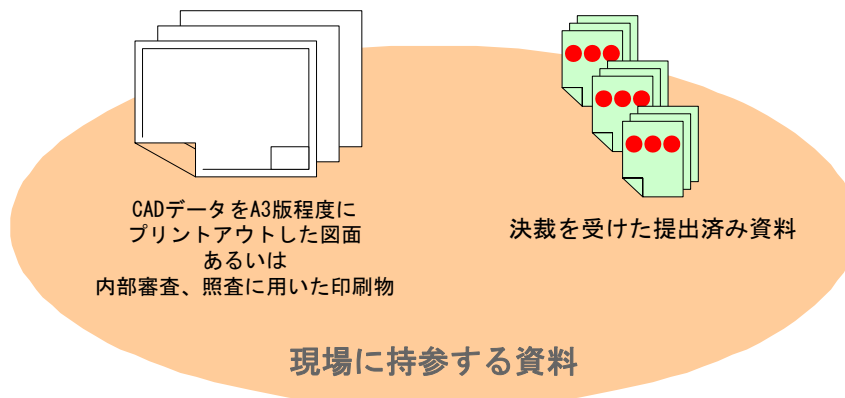 CADデータをA3版程度に
プリントアウトした図面
あるいは
内部審査、照査に用いた印刷物
決裁を受けた提出済み資料
現場に持参する資料